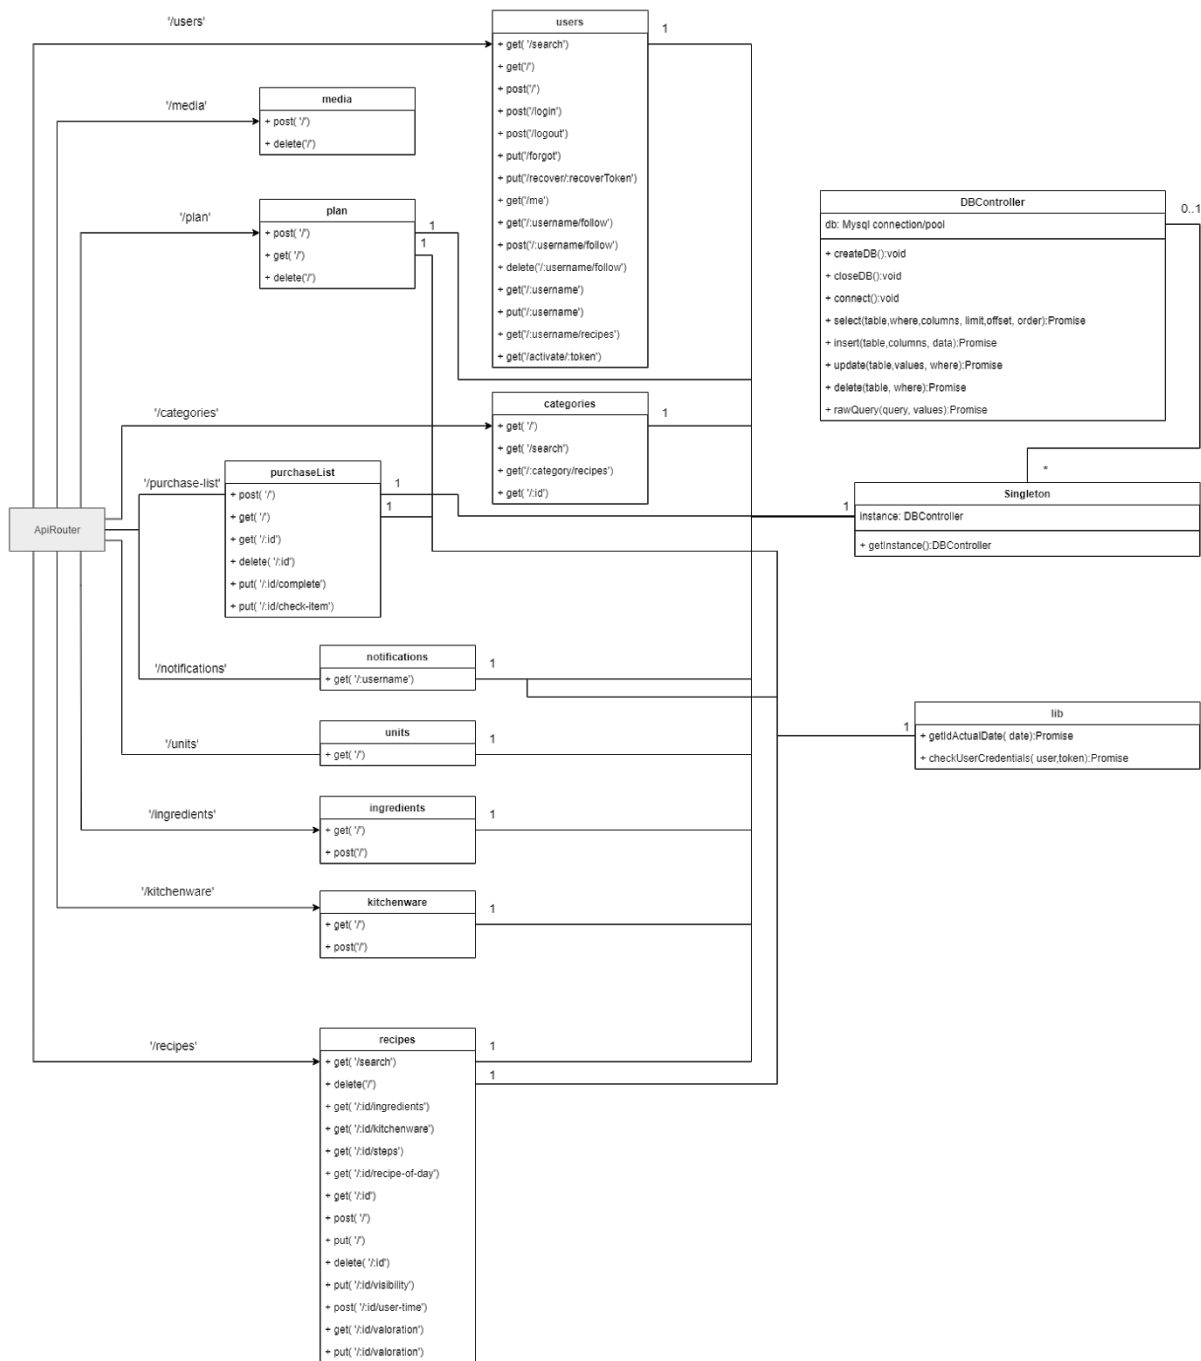 '/users'
users
1
+ get( '/search')
+ get('/')
+ post('/')
+ post('/login')
+ post('/logout')
+ put('/forgot')
+ put('/recover/:recoverToken')
+ get('/me')
+ get('/:username/follow')
+ post('/:username/follow')
+ delete('/:username/follow')
+ get('/:username')
+ put('/:username')
+ get('/:username/recipes')
+ get('/activate/:token')
'/media'
media
+ post( '/')
+ delete('/')
'/plan'
plan
1
1
+ post( '/')
+ get( '/')
+ delete('/')
DBController
0..1
db: Mysql connection/pool
+ createDB():void
+ closeDB():void
+ connect():void
+ select(table,where,columns, limit,offset, order):Promise
+ insert(table,columns, data):Promise
+ update(table,values, where):Promise
+ delete(table, where):Promise
+ rawQuery(query, values):Promise
'/categories'
categories
1
+ get( '/')
+ get( '/search')
+ get('/:category/recipes')
+ get( '/:id')
'/purchase-list'
purchaseList
1
1
+ post( '/')
+ get( '/')
+ get( '/:id')
+ delete( '/:id')
+ put( '/:id/complete')
+ put( '/:id/check-item')
*
1
Singleton
instance: DBController
+ getInstance():DBController
ApiRouter
'/notifications'
notifications
1
+ get( '/:username')
'/units'
units
1
+ get( '/')
1
lib
+ getIdActualDate( date):Promise
+ checkUserCredentials( user,token):Promise
'/ingredients'
ingredients
1
+ get( '/')
+ post('/')
'/kitchenware'
kitchenware
1
+ get( '/')
+ post('/')
'/recipes'
recipes
1
1
+ get( '/search')
+ delete('/')
+ get( '/:id/ingredients')
+ get( '/:id/kitchenware')
+ get( '/:id/steps')
+ get( '/:id/recipe-of-day')
+ get( '/:id')
+ post( '/')
+ put( '/')
+ delete( '/:id')
+ put( '/:id/visibility')
+ post( '/:id/user-time')
+ get( '/:id/valoration')
+ put( '/:id/valoration')